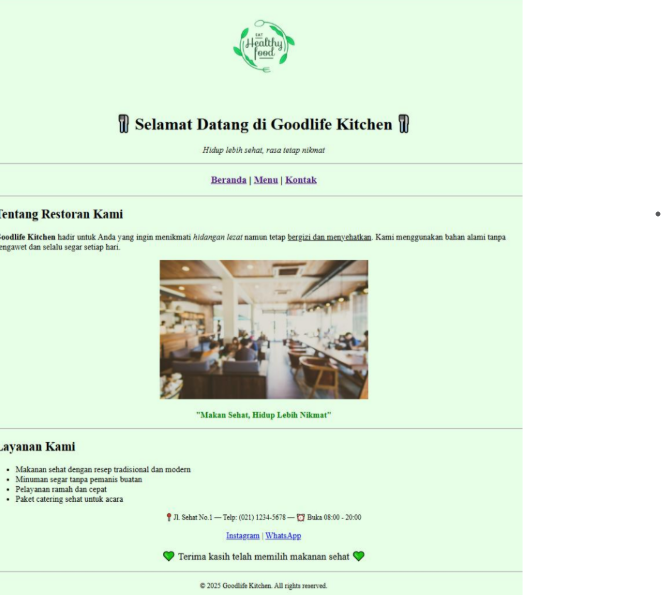 EAT
Healthy
food
Selamat Datang di Goodlife Kitchen
Hidup lebih sehat, rasa tetap nikmat
Beranda | Menu | Kontak
Tentang Restoran Kami
Goodlife Kitchen hadir untuk Anda yang ingin menikmati hidangan lezat namun tetap bergizi dan menyehatkan. Kami menggunakan bahan alami tanpa
pengawet dan selalu segar setiap hari.
"Makan Sehat, Hidup Lebih Nikmat"
Layanan Kami
• Makanan sehat dengan resep tradisional dan modern
• Minuman segar tanpa pemanis buatan
• Pelayanan ramah dan cepat
• Paket catering sehat untuk acara
📍 Jl. Sehat No.1 — Telp: (021) 1234-5678 — ⏰ Buka 08:00 - 20:00
Instagram | WhatsApp
💚 Terima kasih telah memilih makanan sehat 💚
© 2025 Goodlife Kitchen. All rights reserved.